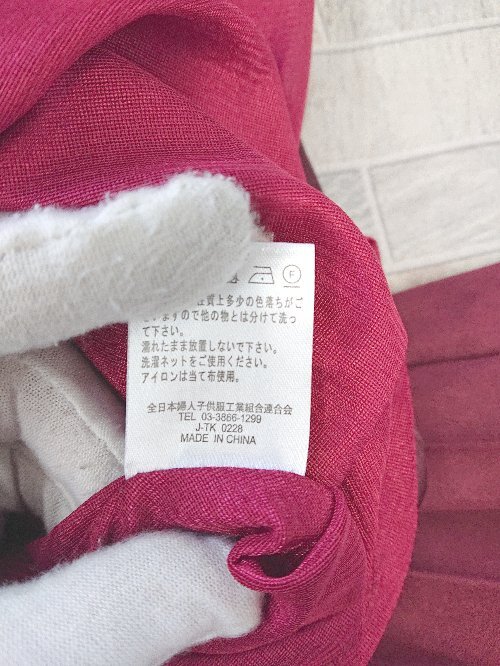 F
質上多少の色落ちがご
いますので他の物とは分けて洗っ
て下さい。
濡れたまま放置しないで下さい。
洗濯ネットをご使用ください。
アイロンは当て布使用。
全日本婦人子供服工業組合連合会
TEL 03-3866-1299
J-TK 0228
MADE IN CHINA